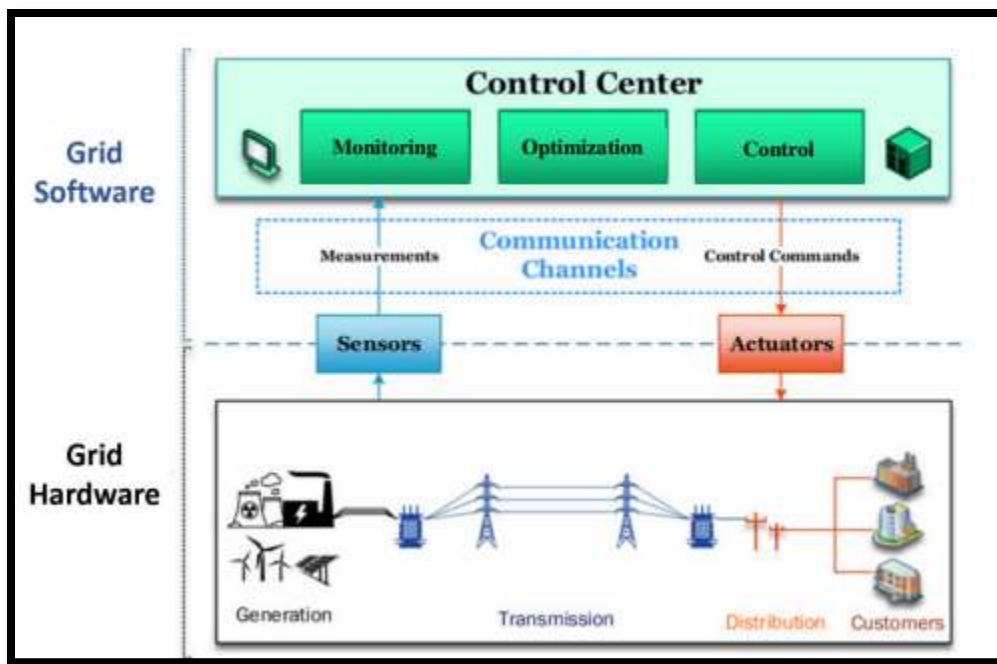 Control Center
Monitoring
Optimization
Control
Grid
Software
Communication
Channels
Measurements
Control Commands
Sensors
Actuators
Grid
Hardware
Generation
Transmission
Distribution
Customers